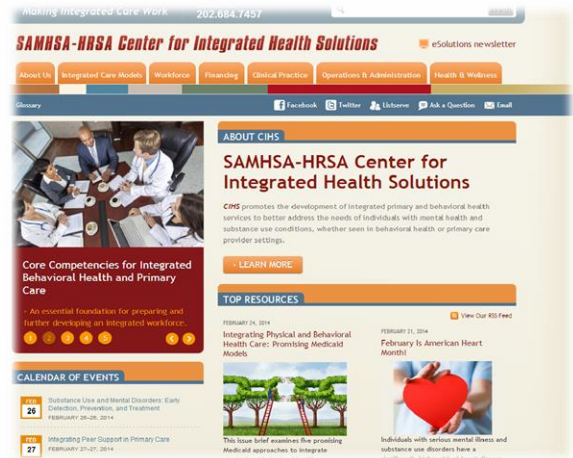 Making Integrated Care Work 202.684.7457
SAMHSA-HRSA Center for Integrated Health Solutions
eSolutions newsletter
About Us Integrated Care Models Workforce Financing Clinical Practice Operations & Administration Health & Wellness
Glossary Facebook Twitter Listserve Ask a Question Email
ABOUT CIHS
SAMHSA-HRSA Center for
Integrated Health Solutions
CIHS promotes the development of integrated primary and behavioral health
services to better address the needs of individuals with mental health and
substance use conditions, whether seen in behavioral health or primary care
provider settings.
LEARN MORE
Core Competencies for Integrated
Behavioral Health and Primary
Care
An essential foundation for preparing and
further developing an integrated workforce.
1 2 3 4 5
TOP RESOURCES
View Our RSS Feed
FEBRUARY 24, 2014
Integrating Physical and Behavioral
Health Care: Promising Medicaid
Models
This issue brief examines five promising
Medicaid approaches to integrate
FEBRUARY 21, 2014
February Is American Heart
Month!
Individuals with serious mental illness and
substance use disorders have a
CALENDAR OF EVENTS
FEB
26
Substance Use and Mental Disorders: Early
Detection, Prevention, and Treatment
FEBRUARY 26-26, 2014
FEB
27
Integrating Peer Support in Primary Care
FEBRUARY 27-27, 2014